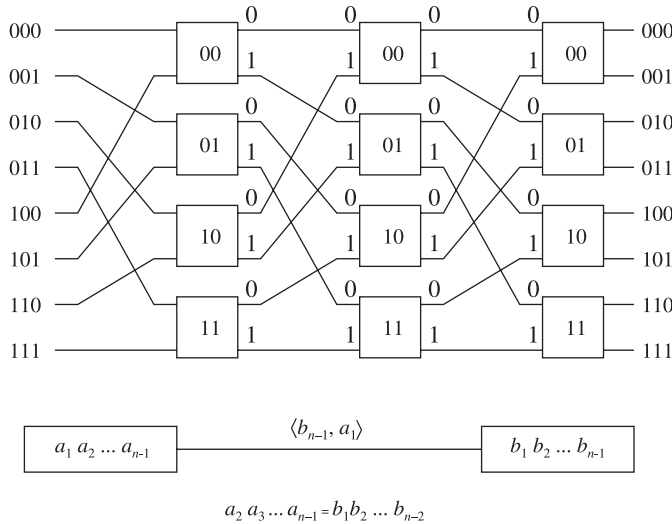 0 0 0 0
000 000
00 00 00
1 1 1 1
001 001
0 0 0 0
010 010
01 01 01
1 1 1 1
011 011
0 0 0 0
100 100
10 10 10
1 1 1 1
101 101
0 0 0 0
110 110
11 11 11
1 1 1 1
111 111
⟨b_{n-1}, a_1⟩
a_1 a_2 ... a_{n-1} b_1 b_2 ... b_{n-1}
a_2 a_3 ... a_{n-1} = b_1 b_2 ... b_{n-2}